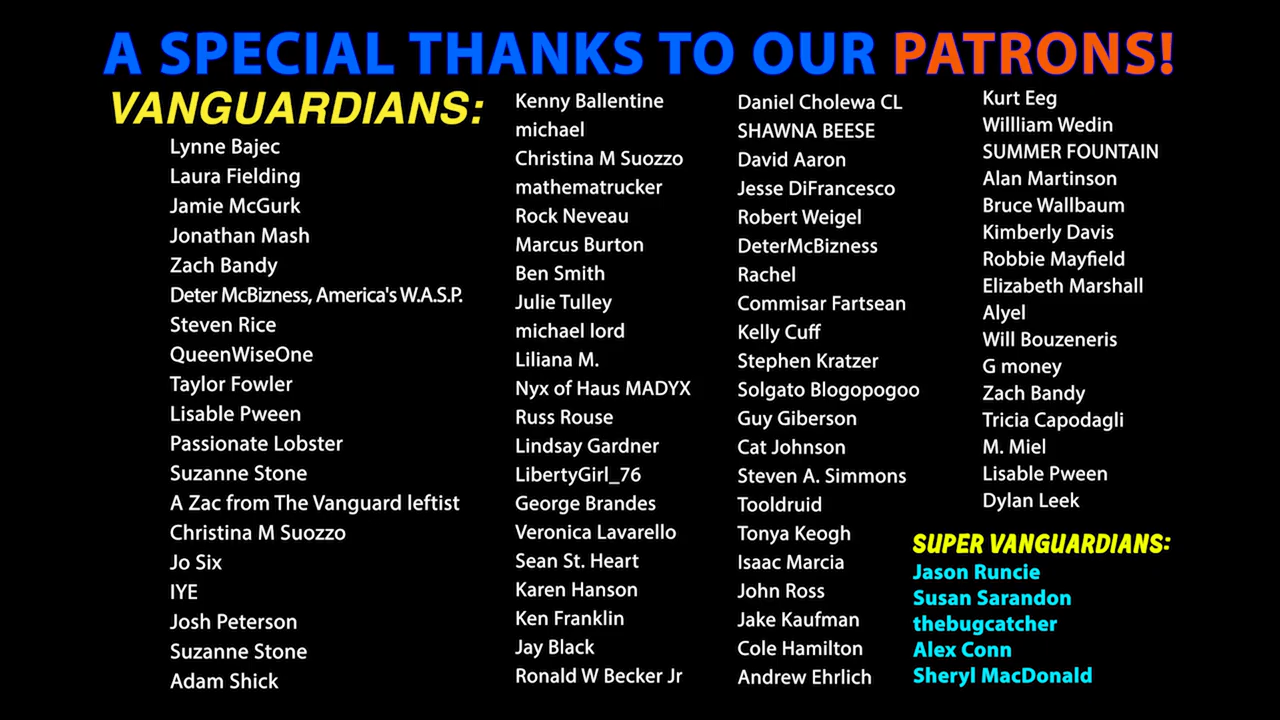 A SPECIAL THANKS TO OUR PATRONS!
VANGUARDIANS:
Lynne Bajec
Laura Fielding
Jamie McGurk
Jonathan Mash
Zach Bandy
Deter McBizness, America's W.A.S.P.
Steven Rice
QueenWiseOne
Taylor Fowler
Lisable Pween
Passionate Lobster
Suzanne Stone
A Zac from The Vanguard leftist
Christina M Suozzo
Jo Six
IYE
Josh Peterson
Suzanne Stone
Adam Shick
Kenny Ballentine
michael
Christina M Suozzo
mathematrucker
Rock Neveau
Marcus Burton
Ben Smith
Julie Tulley
michael lord
Liliana M.
Nyx of Haus MADYX
Russ Rouse
Lindsay Gardner
LibertyGirl_76
George Brandes
Veronica Lavarello
Sean St. Heart
Karen Hanson
Ken Franklin
Jay Black
Ronald W Becker Jr
Daniel Cholewa CL
SHAWNA BEESE
David Aaron
Jesse DiFrancesco
Robert Weigel
DeterMcBizness
Rachel
Commisar Fartsean
Kelly Cuff
Stephen Kratzer
Solgato Blogopogoo
Guy Giberson
Cat Johnson
Steven A. Simmons
Tooldruid
Tonya Keogh
Isaac Marcia
John Ross
Jake Kaufman
Cole Hamilton
Andrew Ehrlich
Kurt Eeg
Willliam Wedin
SUMMER FOUNTAIN
Alan Martinson
Bruce Wallbaum
Kimberly Davis
Robbie Mayfield
Elizabeth Marshall
Alyel
Will Bouzeneris
G money
Zach Bandy
Tricia Capodagli
M. Miel
Lisable Pween
Dylan Leek
SUPER VANGUARDIANS:
Jason Runcie
Susan Sarandon
thebugcatcher
Alex Conn
Sheryl MacDonald